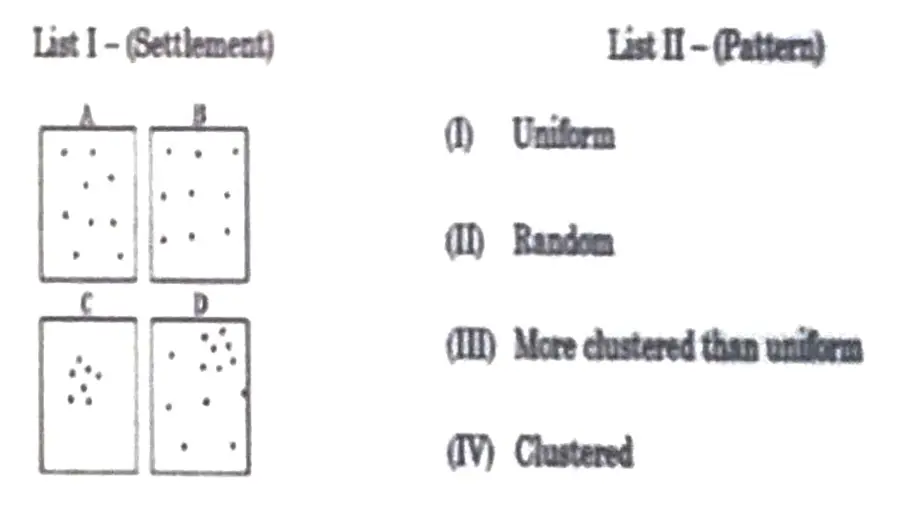 List I – (Settlement)
List II – (Pattern)
A
B
(I) Uniform
(II) Random
C
D
(III) More clustered than uniform
(IV) Clustered